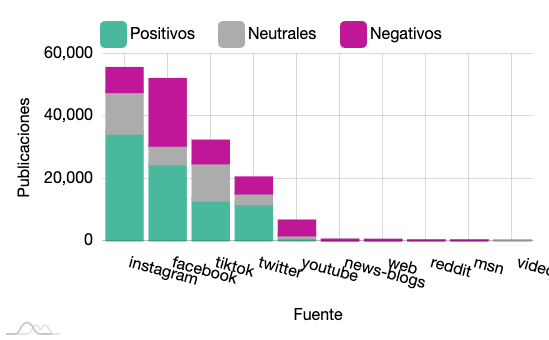 Positivos Neutrales Negativos
60,000
40,000
20,000
0
Publicaciones
instagram
facebook
tiktok
twitter
youtube
news-blogs
web
reddit
msn
video
Fuente